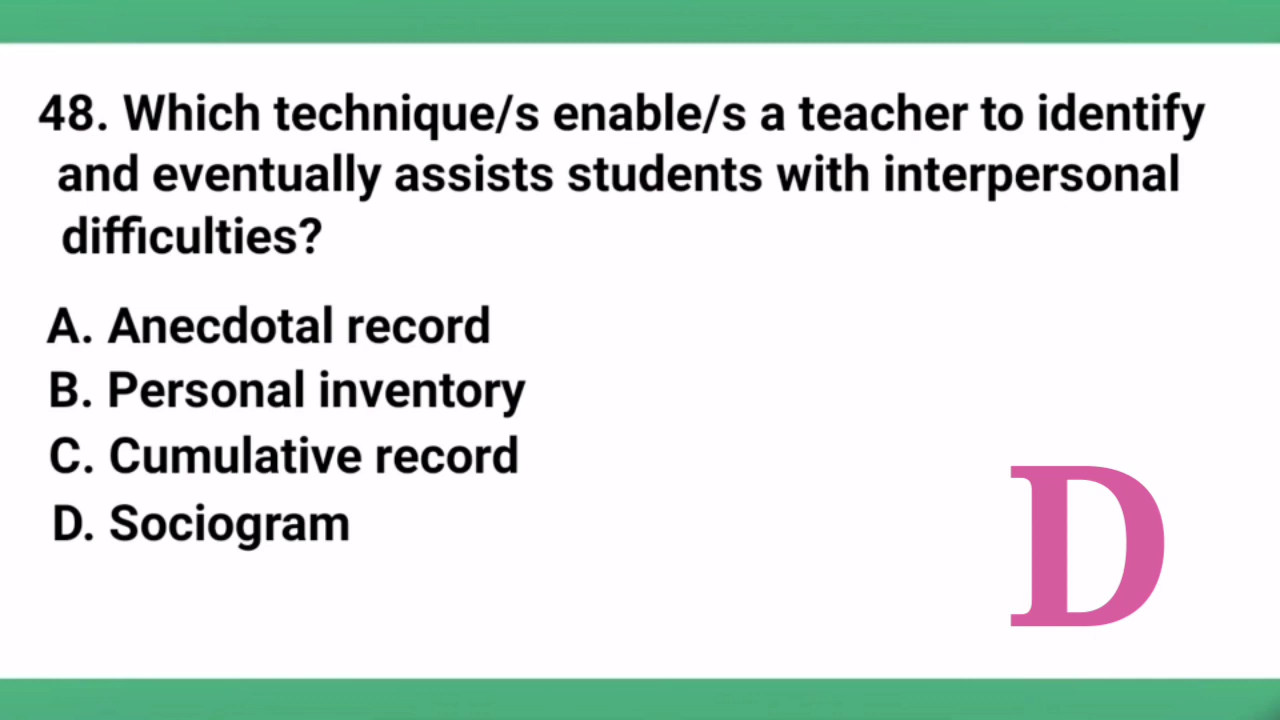 48. Which technique/s enable/s a teacher to identify
and eventually assists students with interpersonal
difficulties?
A. Anecdotal record
B. Personal inventory
C. Cumulative record
D. Sociogram
D